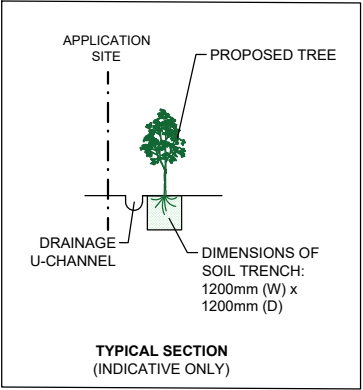 APPLICATION
SITE
PROPOSED TREE
DRAINAGE
U-CHANNEL
DIMENSIONS OF
SOIL TRENCH:
1200mm (W) x
1200mm (D)
TYPICAL SECTION
(INDICATIVE ONLY)